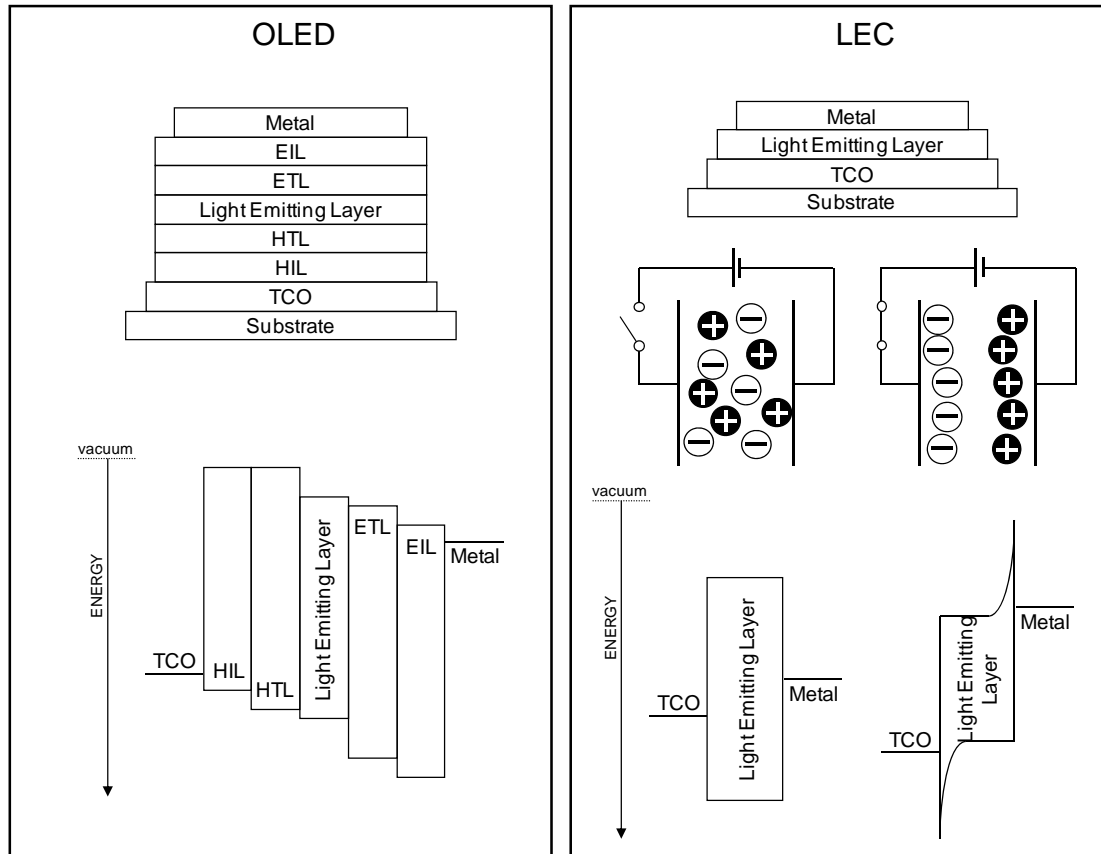 OLED
Metal
EIL
ETL
Light Emitting Layer
HTL
HIL
TCO
Substrate
vacuum
ENERGY
TCO
HIL
HTL
Light Emitting Layer
ETL
EIL
Metal
LEC
Metal
Light Emitting Layer
TCO
Substrate
vacuum
ENERGY
TCO
Light Emitting Layer
Metal
TCO
Light Emitting
Layer
Metal